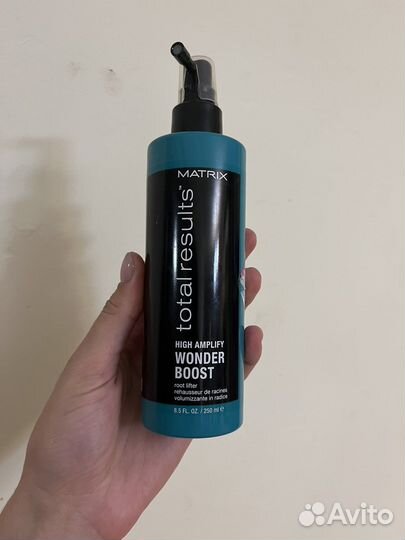 MATRIX
total results™
HIGH AMPLIFY
WONDER
BOOST
root lifter
rehausseur de racines
volumizzante in radice
8.5 FL. OZ. / 250 ml e
Avito